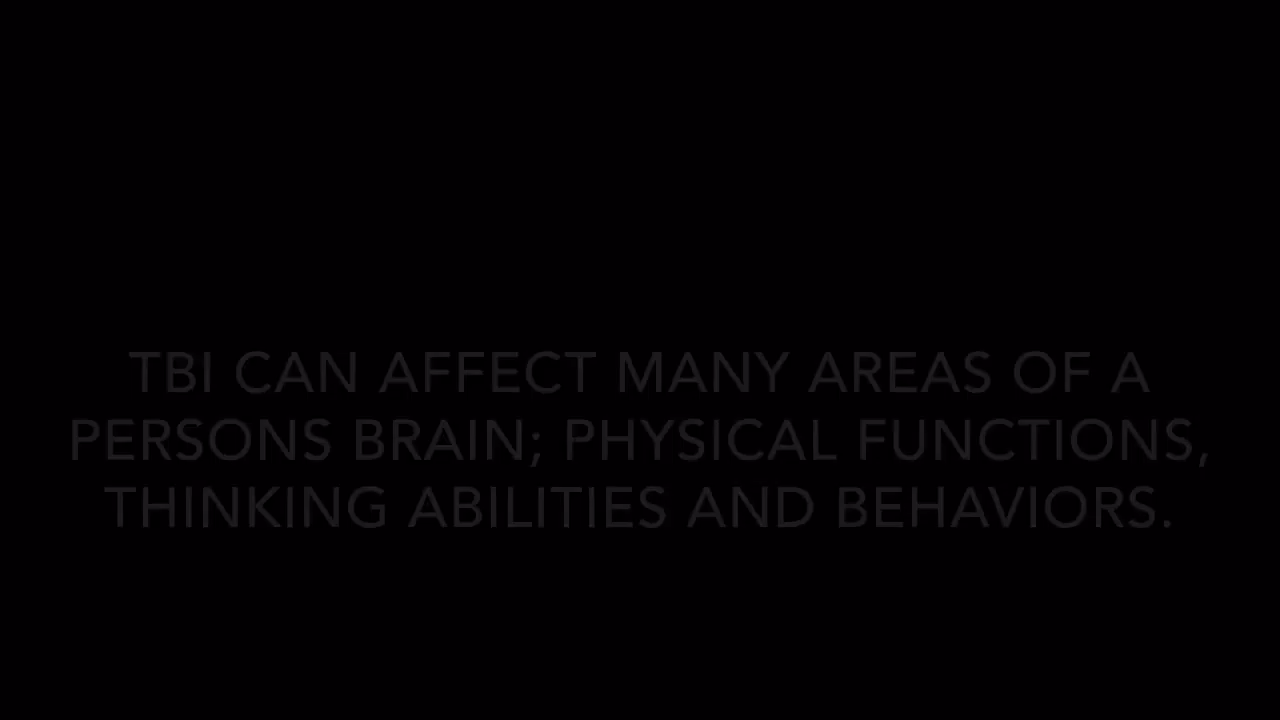 TBI CAN AFFECT MANY AREAS OF A
PERSONS BRAIN; PHYSICAL FUNCTIONS,
THINKING ABILITIES AND BEHAVIORS.